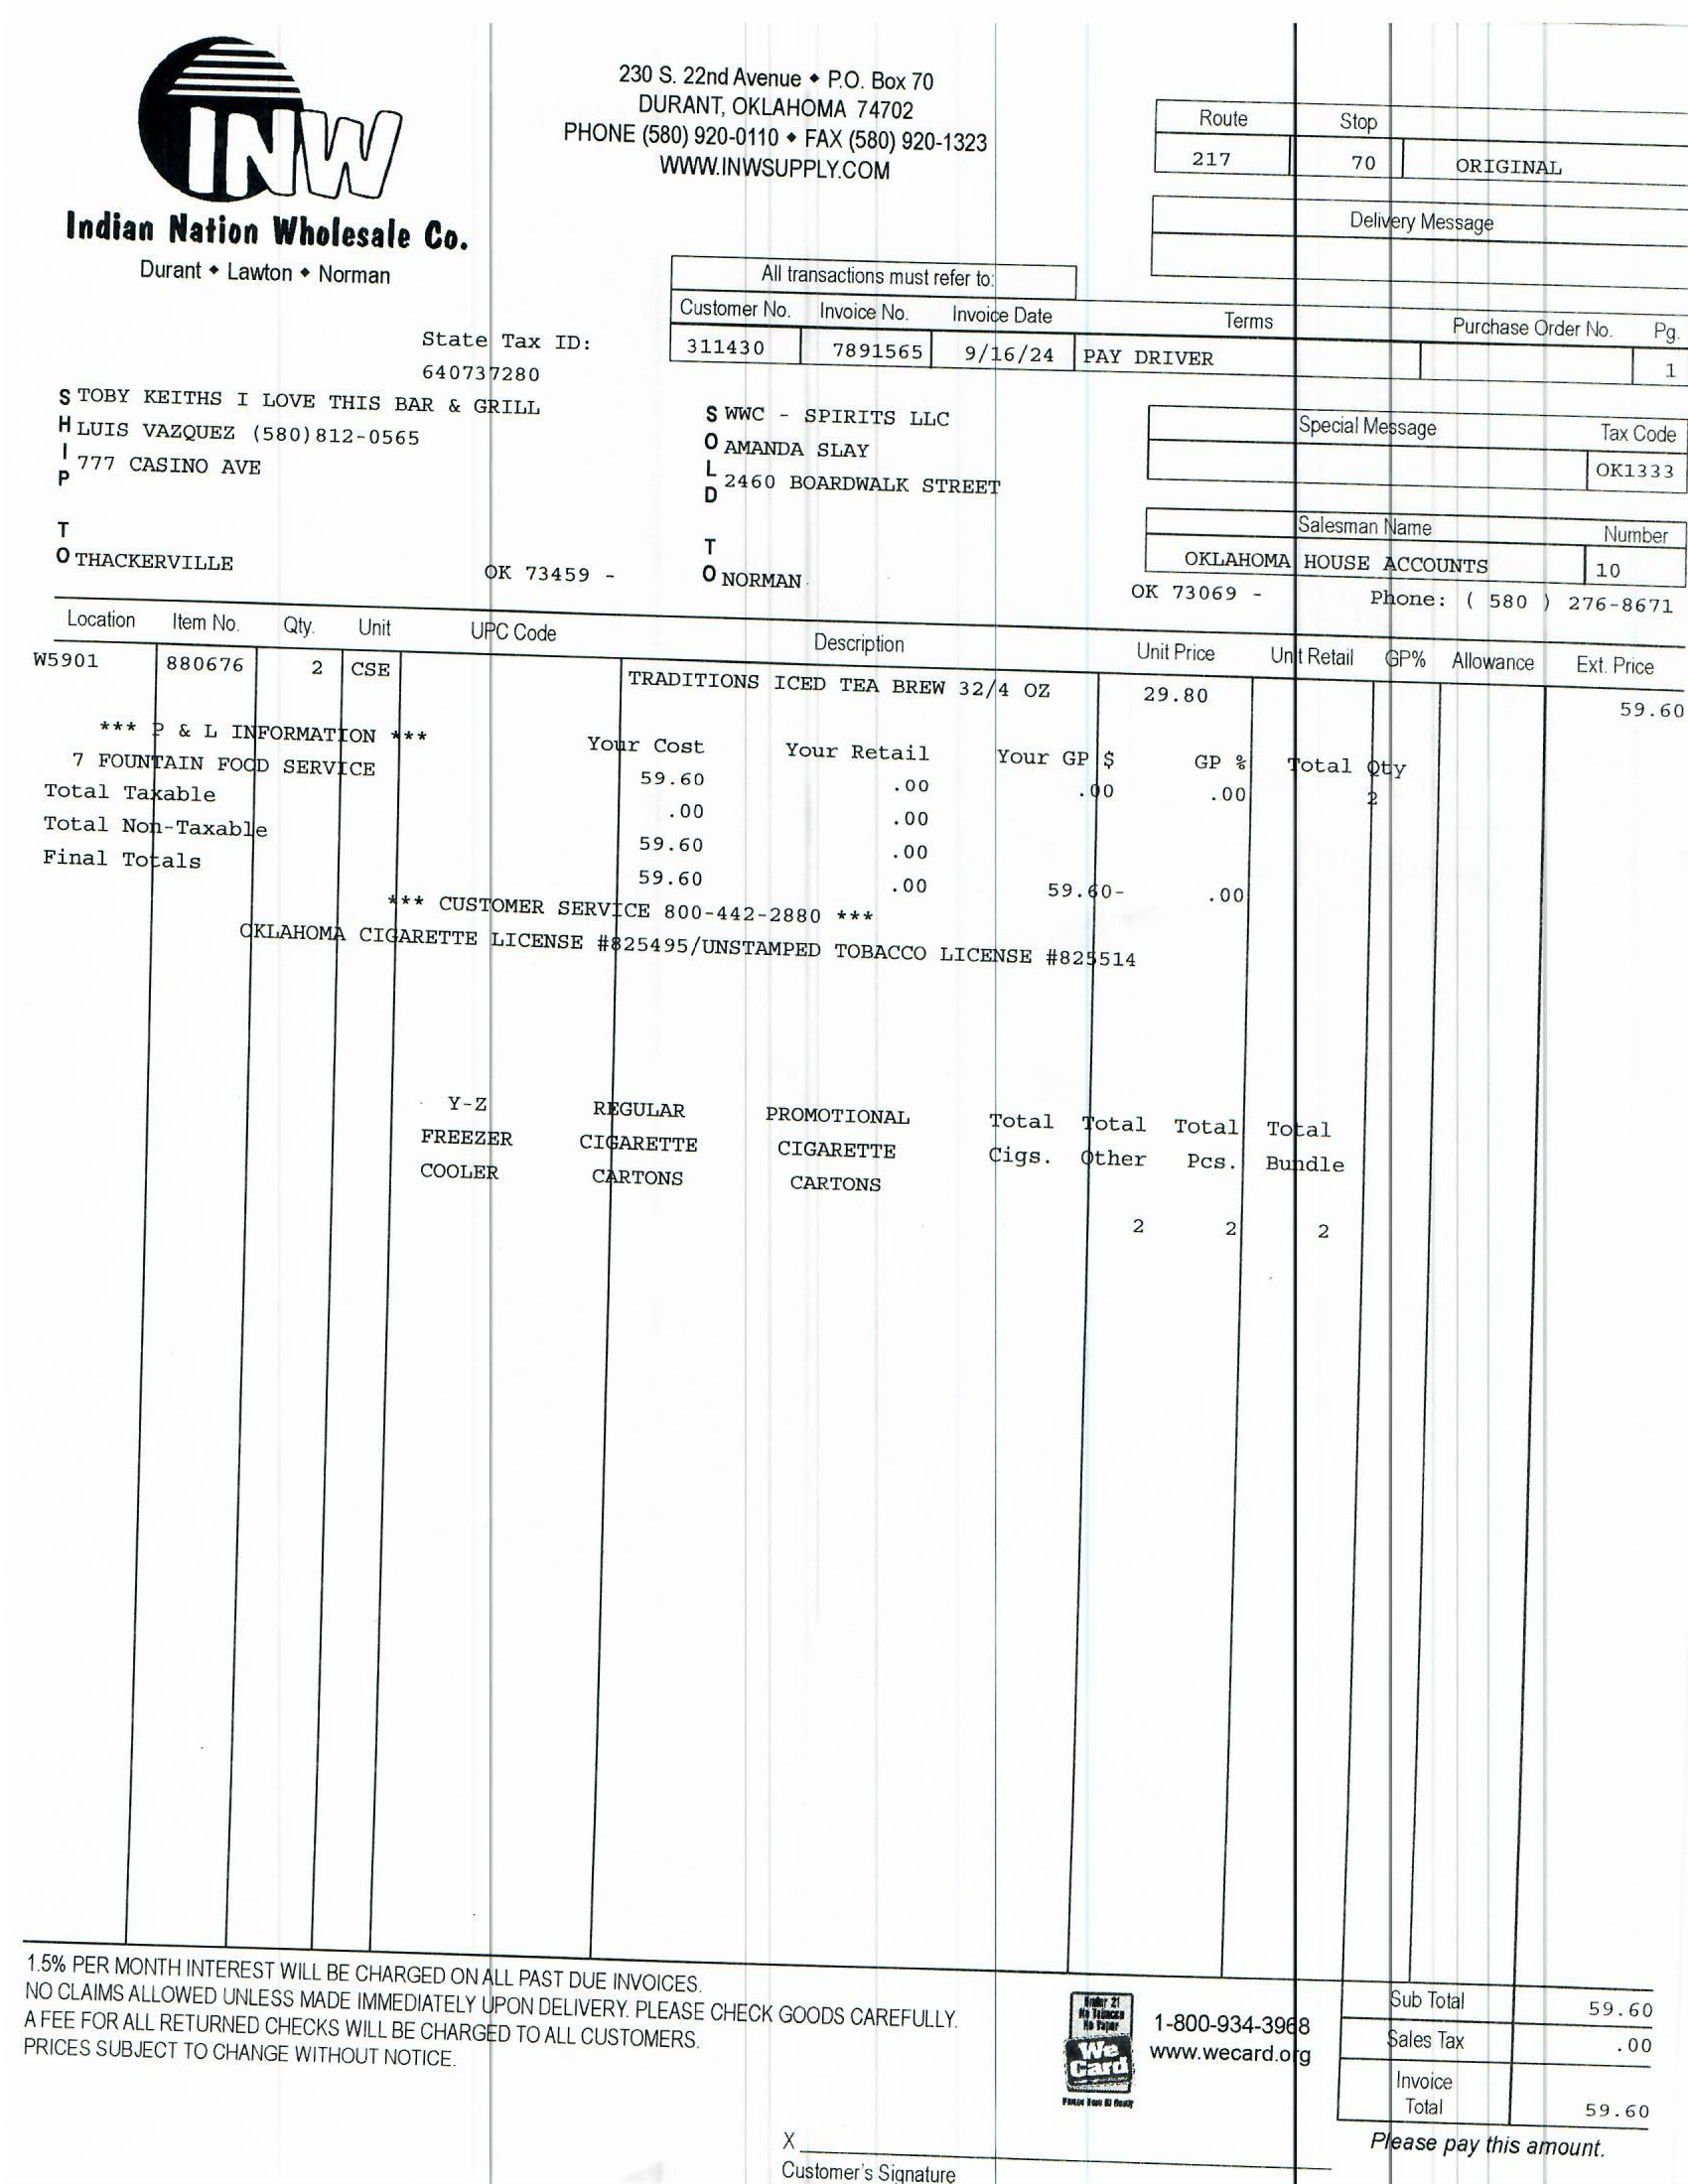 INW
Indian Nation Wholesale Co.
Durant ◆ Lawton ◆ Norman
230 S. 22nd Avenue ◆ P.O. Box 70
DURANT, OKLAHOMA 74702
PHONE (580) 920-0110 ◆ FAX (580) 920-1323
WWW.INWSUPPLY.COM
Route Stop
217 70 ORIGINAL
Delivery Message
All transactions must refer to:
Customer No. Invoice No. Invoice Date Terms Purchase Order No. Pg.
311430 7891565 9/16/24 PAY DRIVER 1
State Tax ID:
640737280
SHIP TO
TOBY KEITHS I LOVE THIS BAR & GRILL
LUIS VAZQUEZ (580)812-0565
777 CASINO AVE
THACKERVILLE OK 73459 -
SOLD TO
WWC - SPIRITS LLC
AMANDA SLAY
2460 BOARDWALK STREET
NORMAN OK 73069 -
Special Message Tax Code
OK1333
Salesman Name Number
OKLAHOMA HOUSE ACCOUNTS 10
Phone: ( 580 ) 276-8671
Location Item No. Qty. Unit UPC Code Description Unit Price Unit Retail GP% Allowance Ext. Price
W5901 880676 2 CSE TRADITIONS ICED TEA BREW 32/4 OZ 29.80 59.60
*** P & L INFORMATION *** Your Cost Your Retail Your GP $ GP % Total Qty
7 FOUNTAIN FOOD SERVICE 59.60 .00 .00 .00 2
Total Taxable .00 .00
Total Non-Taxable 59.60 .00
Final Totals 59.60 .00 59.60- .00
*** CUSTOMER SERVICE 800-442-2880 ***
OKLAHOMA CIGARETTE LICENSE #825495/UNSTAMPED TOBACCO LICENSE #825514
Y-Z REGULAR PROMOTIONAL Total Total Total Total
FREEZER CIGARETTE CIGARETTE Cigs. Other Pcs. Bundle
COOLER CARTONS CARTONS
2 2 2
1.5% PER MONTH INTEREST WILL BE CHARGED ON ALL PAST DUE INVOICES.
NO CLAIMS ALLOWED UNLESS MADE IMMEDIATELY UPON DELIVERY. PLEASE CHECK GOODS CAREFULLY.
A FEE FOR ALL RETURNED CHECKS WILL BE CHARGED TO ALL CUSTOMERS.
PRICES SUBJECT TO CHANGE WITHOUT NOTICE.
Under 21
No Tobacco
We
Card
1-800-934-3968
www.wecard.org
Sub Total 59.60
Sales Tax .00
Invoice
Total 59.60
Please pay this amount.
X
Customer's Signature